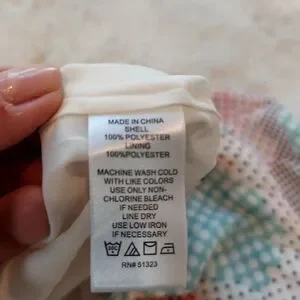 MADE IN CHINA
SHELL
100% POLYESTER
LINING
100%POLYESTER
MACHINE WASH COLD
WITH LIKE COLORS
USE ONLY NON-
CHLORINE BLEACH
IF NEEDED
LINE DRY
USE LOW IRON
IF NECESSARY
RN# 51323